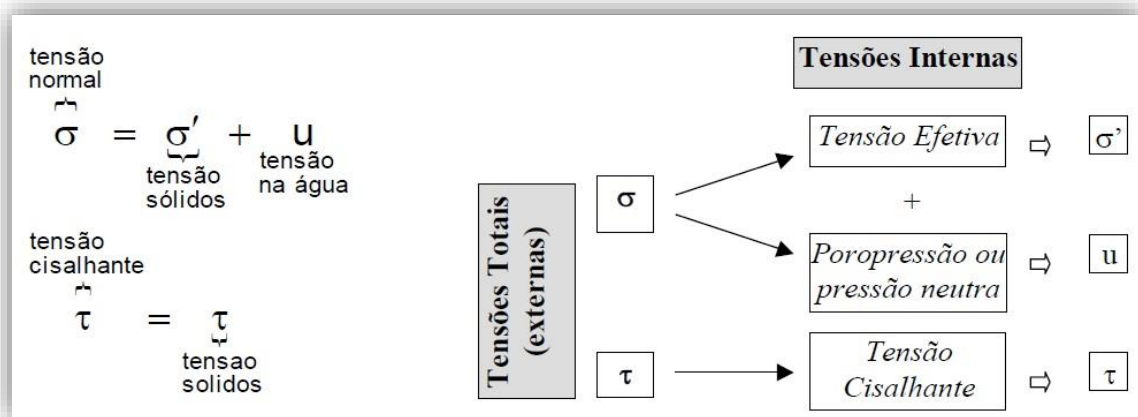 tensão
normal
σ = σ′ + u
tensão
sólidos
tensão
na água
tensão
cisalhante
τ = τ
tensao
solidos
Tensões Totais
(externas)
σ
τ
Tensões Internas
Tensão Efetiva ⇨ σ’
+
Poropressão ou
pressão neutra ⇨ u
Tensão
Cisalhante ⇨ τ